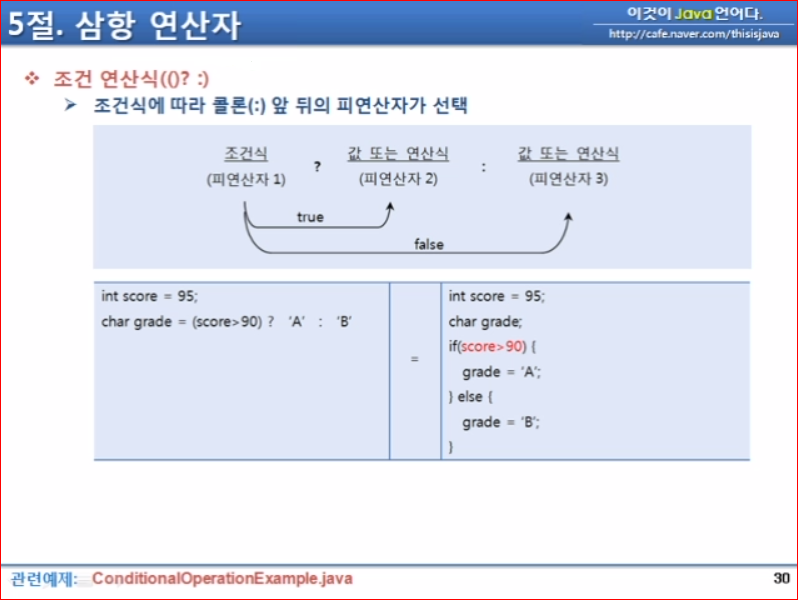 5절. 삼항 연산자
이것이 Java 언어다.
http://cafe.naver.com/thisisjava
❖ 조건 연산식(()? :)
➢ 조건식에 따라 콜론(:) 앞 뒤의 피연산자가 선택
조건식 ? 값 또는 연산식 : 값 또는 연산식
(피연산자 1) (피연산자 2) (피연산자 3)
true
false
int score = 95;
char grade = (score>90) ? ‘A’ : ‘B’
=
int score = 95;
char grade;
if(score>90) {
grade = ‘A’;
} else {
grade = ‘B’;
}
관련예제: ConditionalOperationExample.java
30